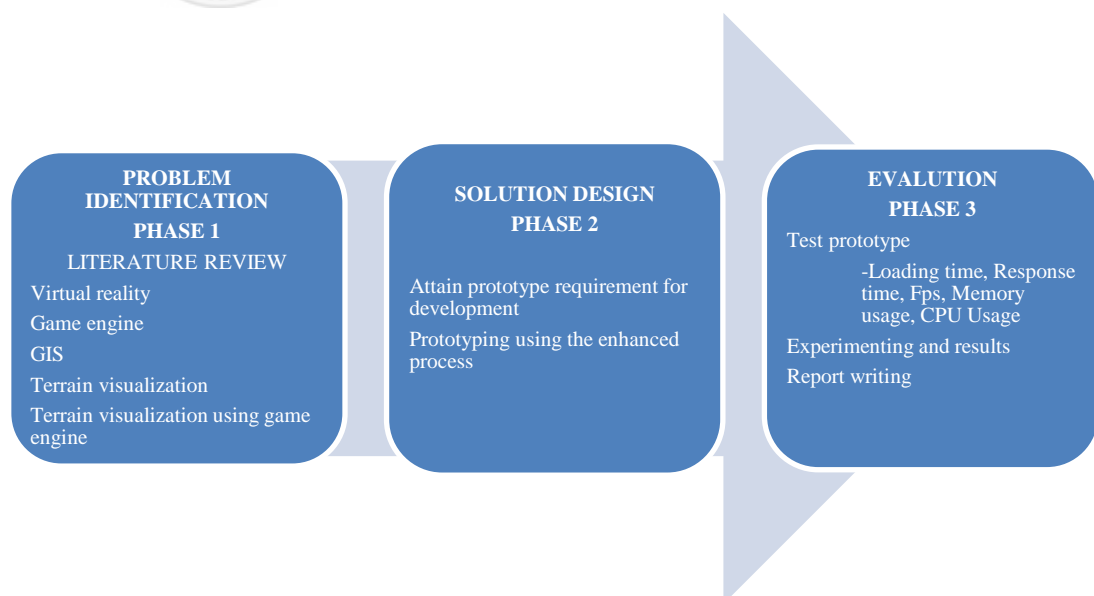 PROBLEM
IDENTIFICATION
PHASE 1
LITERATURE REVIEW
Virtual reality
Game engine
GIS
Terrain visualization
Terrain visualization using game
engine
SOLUTION DESIGN
PHASE 2
Attain prototype requirement for
development
Prototyping using the enhanced
process
EVALUTION
PHASE 3
Test prototype
-Loading time, Response
time, Fps, Memory
usage, CPU Usage
Experimenting and results
Report writing